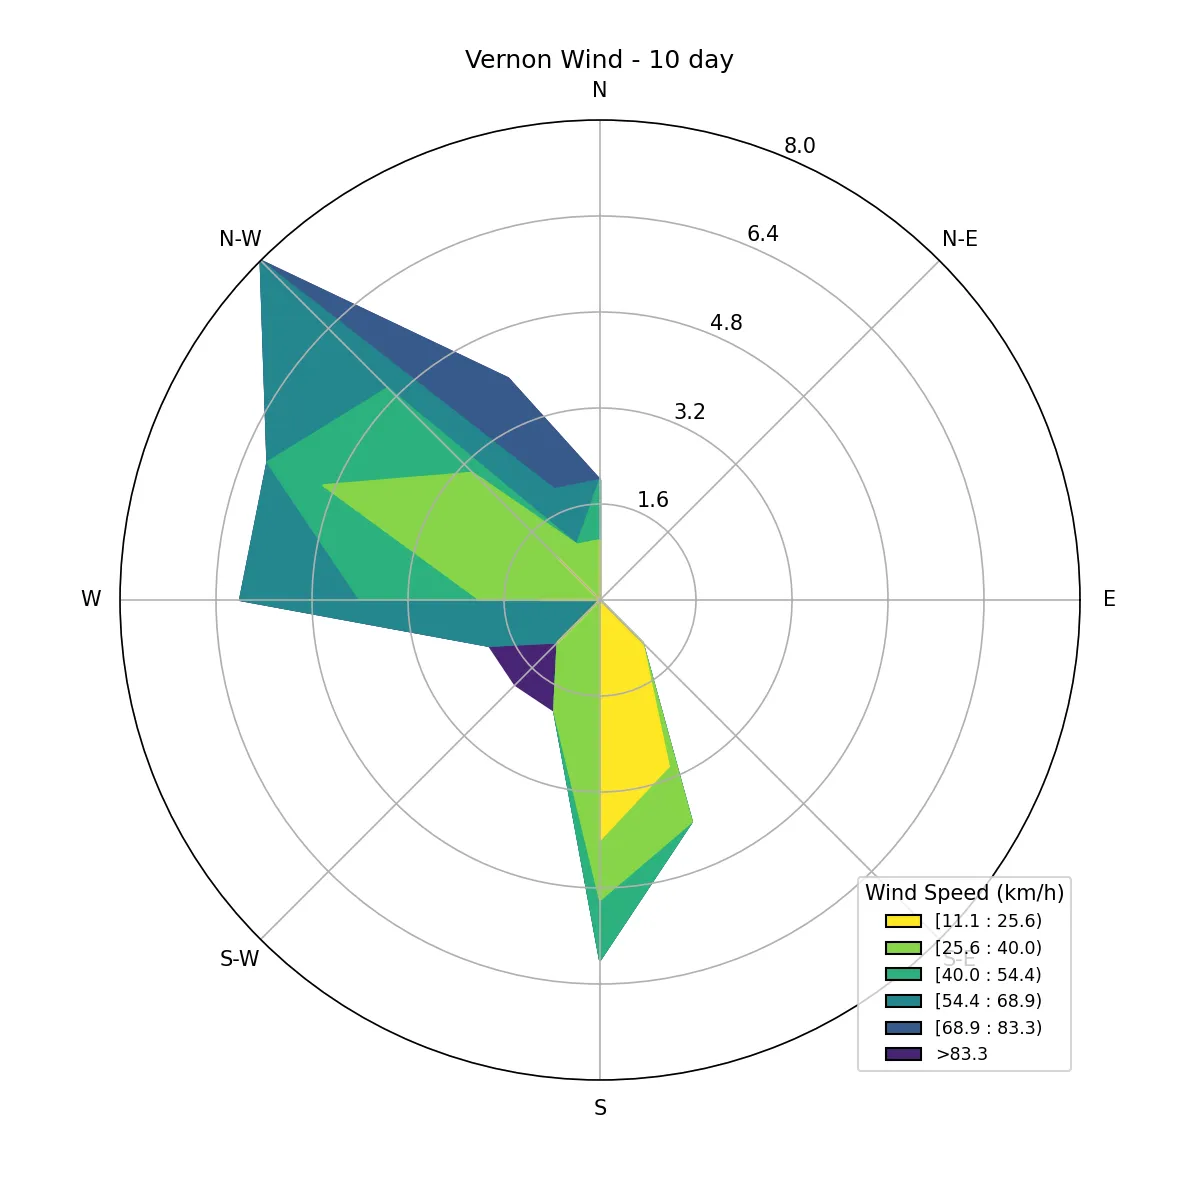 Vernon Wind - 10 day
N
8.0
N-W
6.4
N-E
4.8
3.2
1.6
W
E
S-W
S-E
S
Wind Speed (km/h)
[11.1 : 25.6)
[25.6 : 40.0)
[40.0 : 54.4)
[54.4 : 68.9)
[68.9 : 83.3)
>83.3